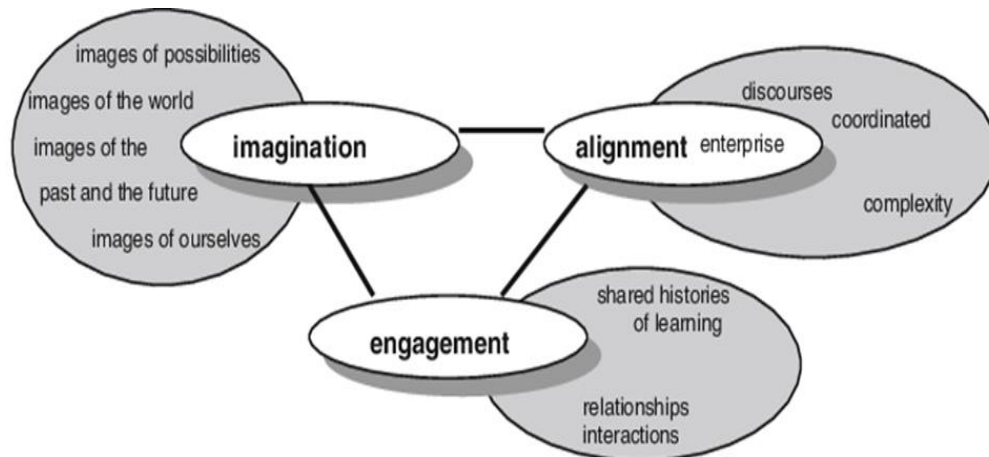 images of possibilities
images of the world
images of the
past and the future
images of ourselves
imagination
discourses
coordinated
alignment enterprise
complexity
shared histories
of learning
engagement
relationships
interactions